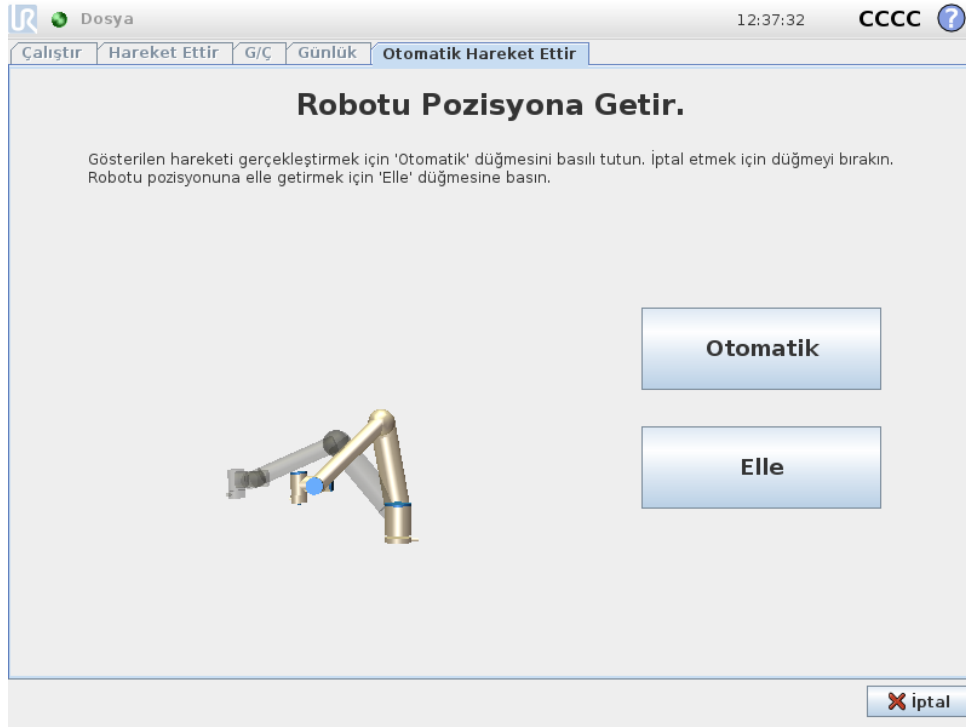 UR Dosya 12:37:32 CCCC ?
Çalıştır Hareket Ettir G/Ç Günlük Otomatik Hareket Ettir
Robotu Pozisyona Getir.
Gösterilen hareketi gerçekleştirmek için 'Otomatik' düğmesini basılı tutun. İptal etmek için düğmeyi bırakın.
Robotu pozisyonuna elle getirmek için 'Elle' düğmesine basın.
Otomatik
Elle
İptal